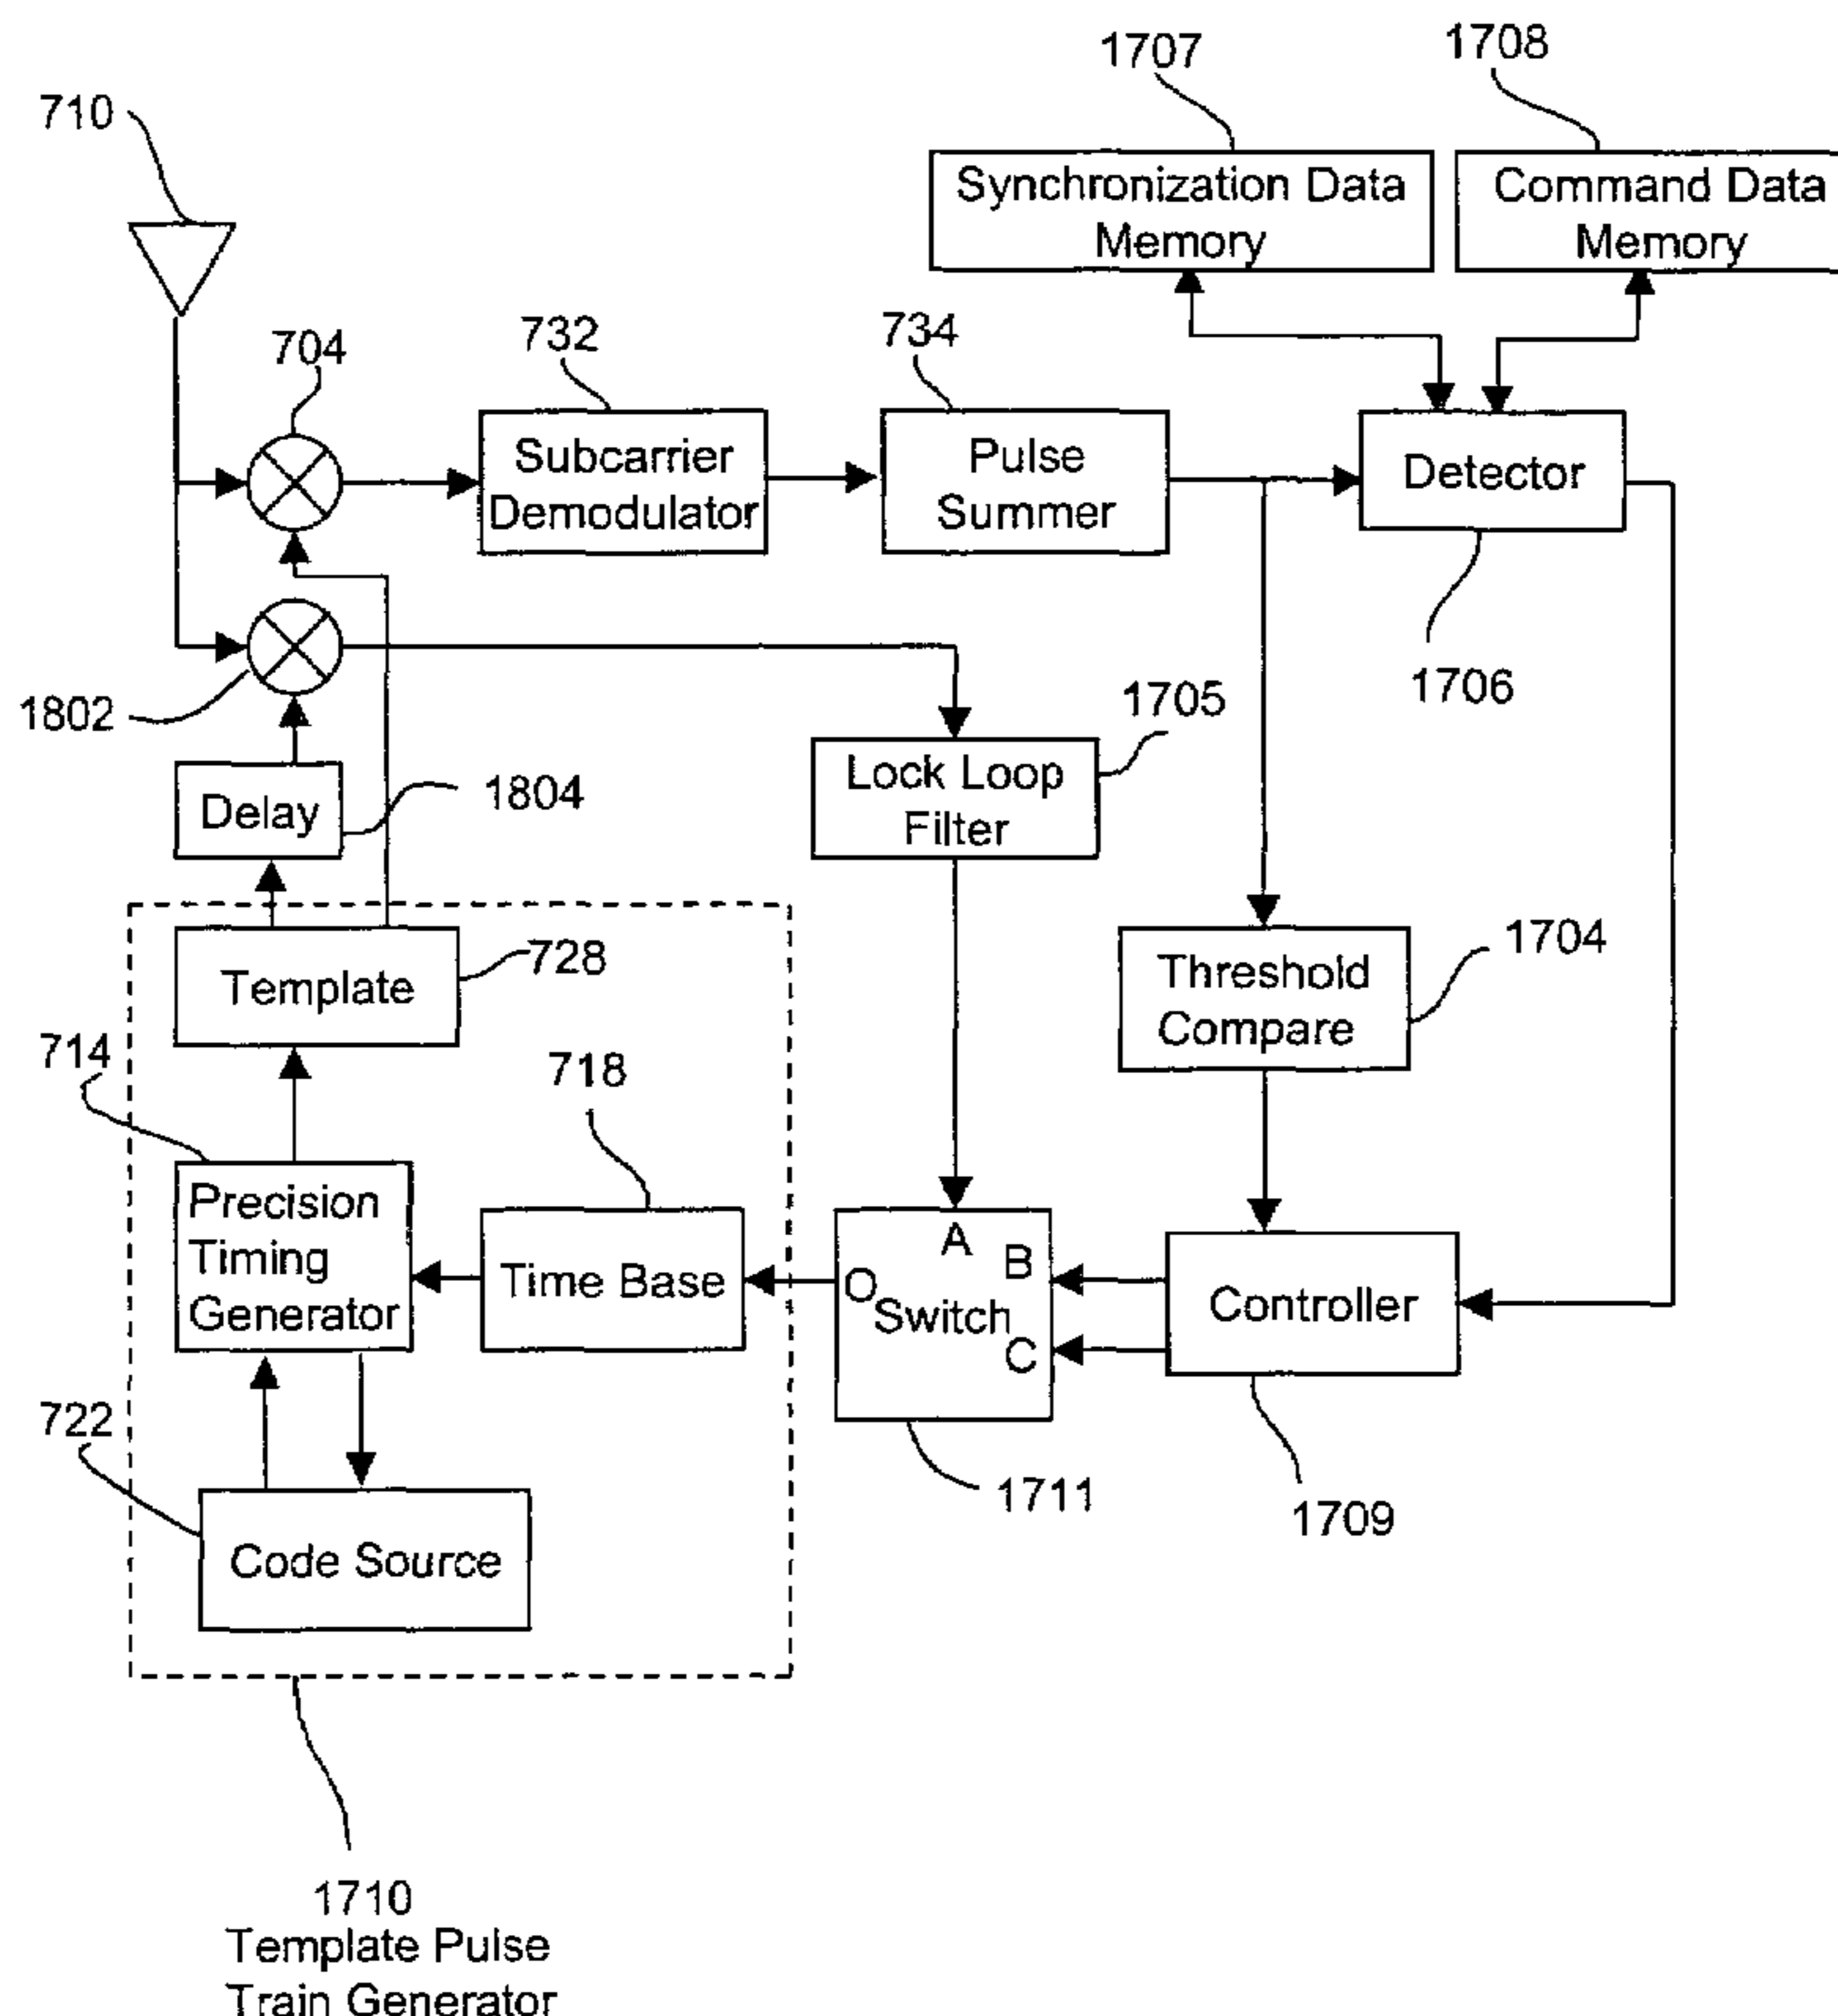 1707
1708
710
Synchronization Data
Memory
Command Data
Memory
704
732
734
Subcarrier
Demodulator
Pulse
Summer
Detector
1706
1802
1705
Lock Loop
Filter
Delay
1804
Template
728
Threshold
Compare
1704
714
718
Precision
Timing
Generator
Time Base
A
B
O
Switch
C
Controller
722
Code Source
1711
1709
1710
Template Pulse
Train Generator